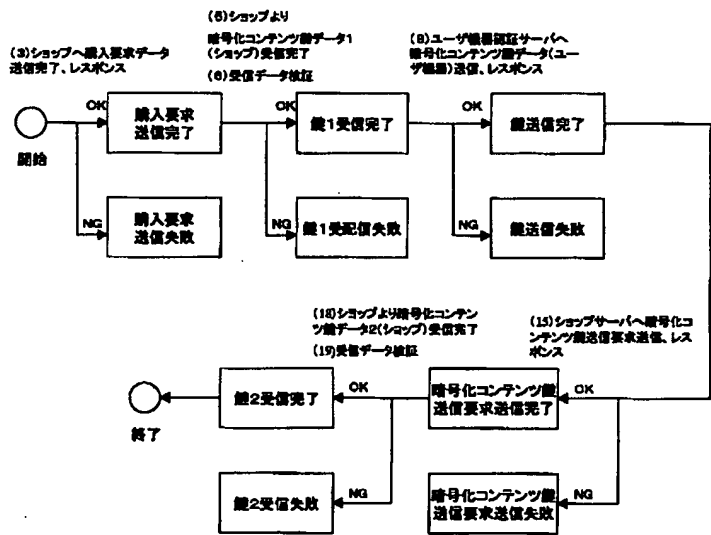 (3)ショップへ購入要求データ
送信完了、レスポンス
(5)ショップより
暗号化コンテンツ鍵データ1
(ショップ)受信完了
(6)受信データ検証
(8)ユーザ機器認証サーバへ
暗号化コンテンツ鍵データ(ユー
ザ機器)送信、レスポンス
開始
OK
購入要求
送信完了
OK
鍵1受信完了
OK
鍵送信完了
NG
購入要求
送信失敗
NG
鍵1受配信失敗
NG
鍵送信失敗
(18)ショップより暗号化コンテン
ツ鍵データ2(ショップ)受信完了
(19)受信データ検証
(15)ショップサーバへ暗号化コ
ンテンツ鍵送信要求送信、レス
ポンス
終了
鍵2受信完了
OK
暗号化コンテンツ鍵
送信要求送信完了
OK
鍵2受信失敗
NG
暗号化コンテンツ鍵
送信要求送信失敗
NG